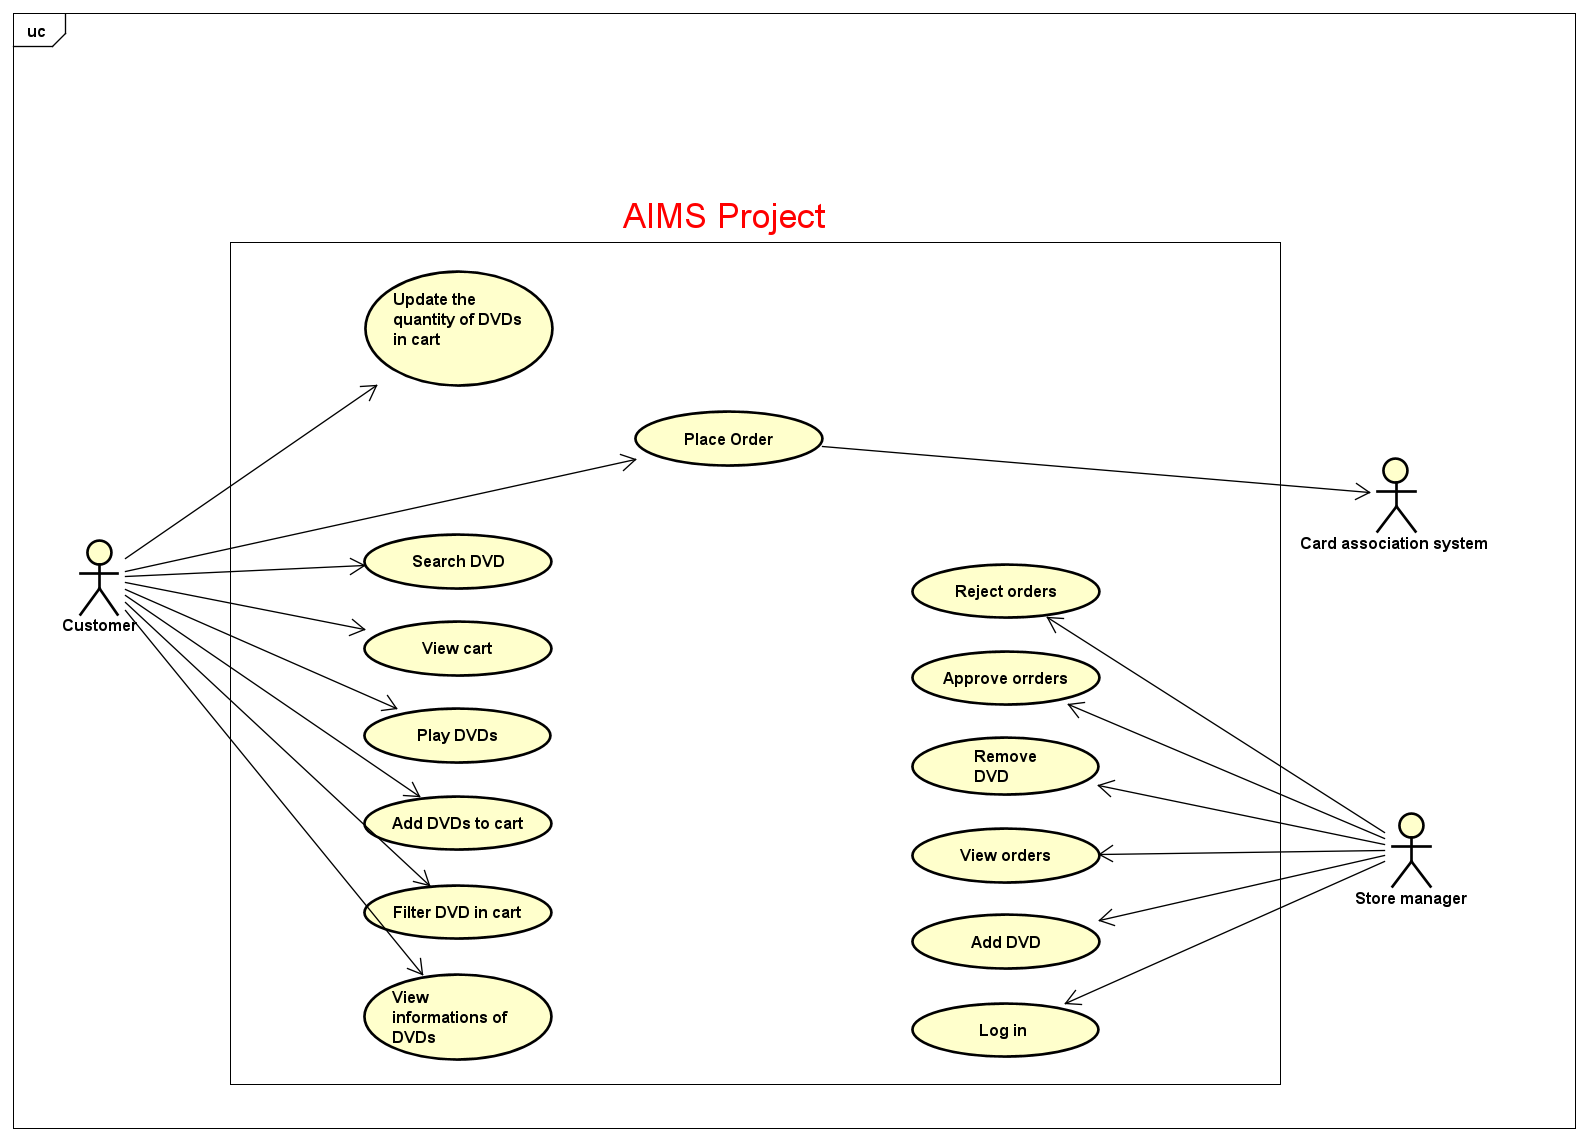 uc
AIMS Project
Update the
quantity of DVDs
in cart
Place Order
Card association system
Search DVD
Customer
View cart
Play DVDs
Add DVDs to cart
Filter DVD in cart
View
informations of
DVDs
Reject orders
Approve orrders
Remove
DVD
View orders
Add DVD
Log in
Store manager